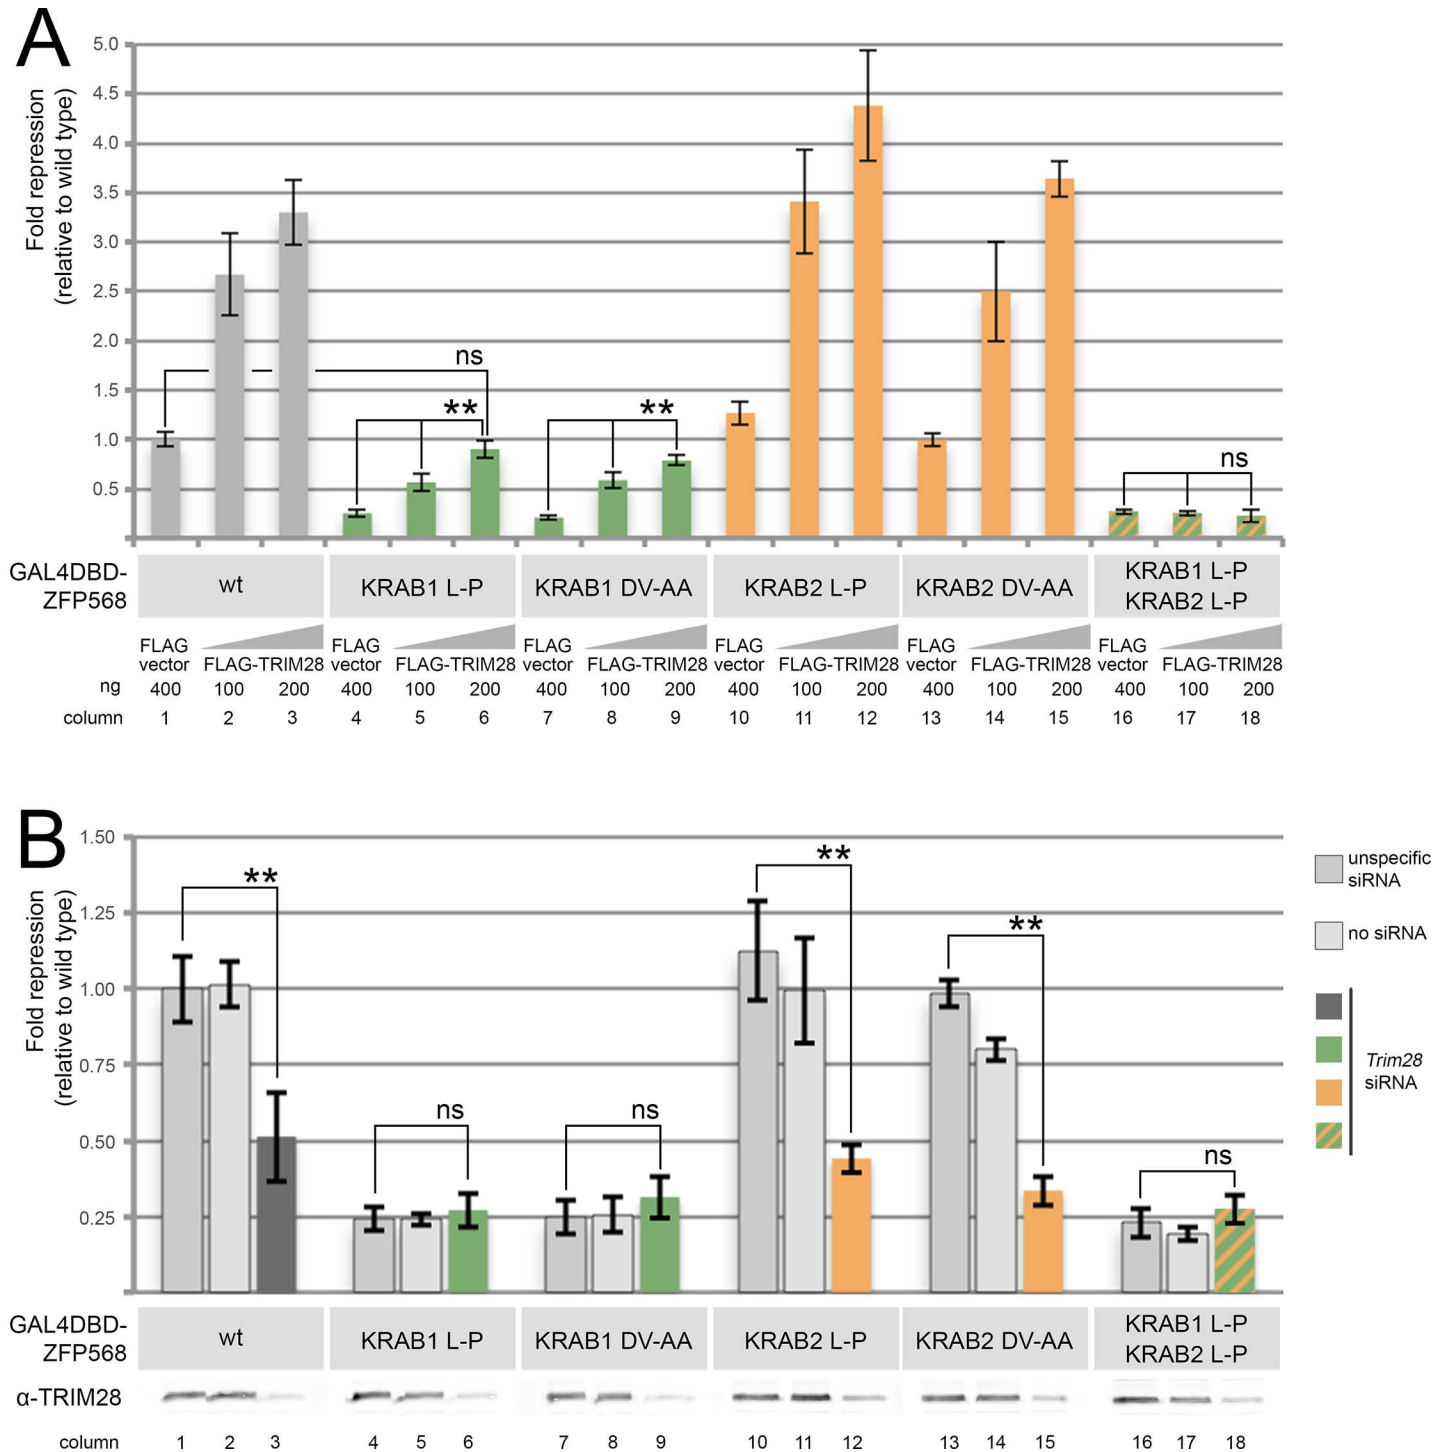 A
Fold repression
(relative to wild type)
5.0
4.5
4.0
3.5
3.0
2.5
2.0
1.5
1.0
0.5
ns
**
**
ns
GAL4DBD-
ZFP568
wt
KRAB1 L-P
KRAB1 DV-AA
KRAB2 L-P
KRAB2 DV-AA
KRAB1 L-P
KRAB2 L-P
FLAG vector FLAG-TRIM28 FLAG vector FLAG-TRIM28 FLAG vector FLAG-TRIM28 FLAG vector FLAG-TRIM28 FLAG vector FLAG-TRIM28 FLAG vector FLAG-TRIM28
ng 400 100 200 400 100 200 400 100 200 400 100 200 400 100 200 400 100 200
column 1 2 3 4 5 6 7 8 9 10 11 12 13 14 15 16 17 18
B
Fold repression
(relative to wild type)
1.50
1.25
1.00
0.75
0.50
0.25
**
ns
ns
**
**
ns
unspecific
siRNA
no siRNA
Trim28
siRNA
GAL4DBD-
ZFP568
wt
KRAB1 L-P
KRAB1 DV-AA
KRAB2 L-P
KRAB2 DV-AA
KRAB1 L-P
KRAB2 L-P
α-TRIM28
column 1 2 3 4 5 6 7 8 9 10 11 12 13 14 15 16 17 18